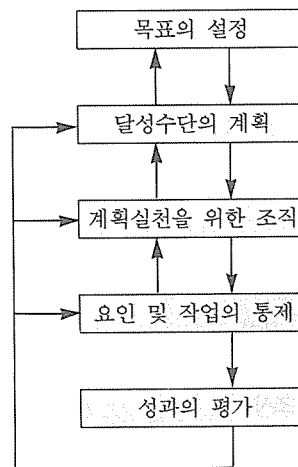 목표의 설정
달성수단의 계획
계획실천을 위한 조직
요인 및 작업의 통제
성과의 평가